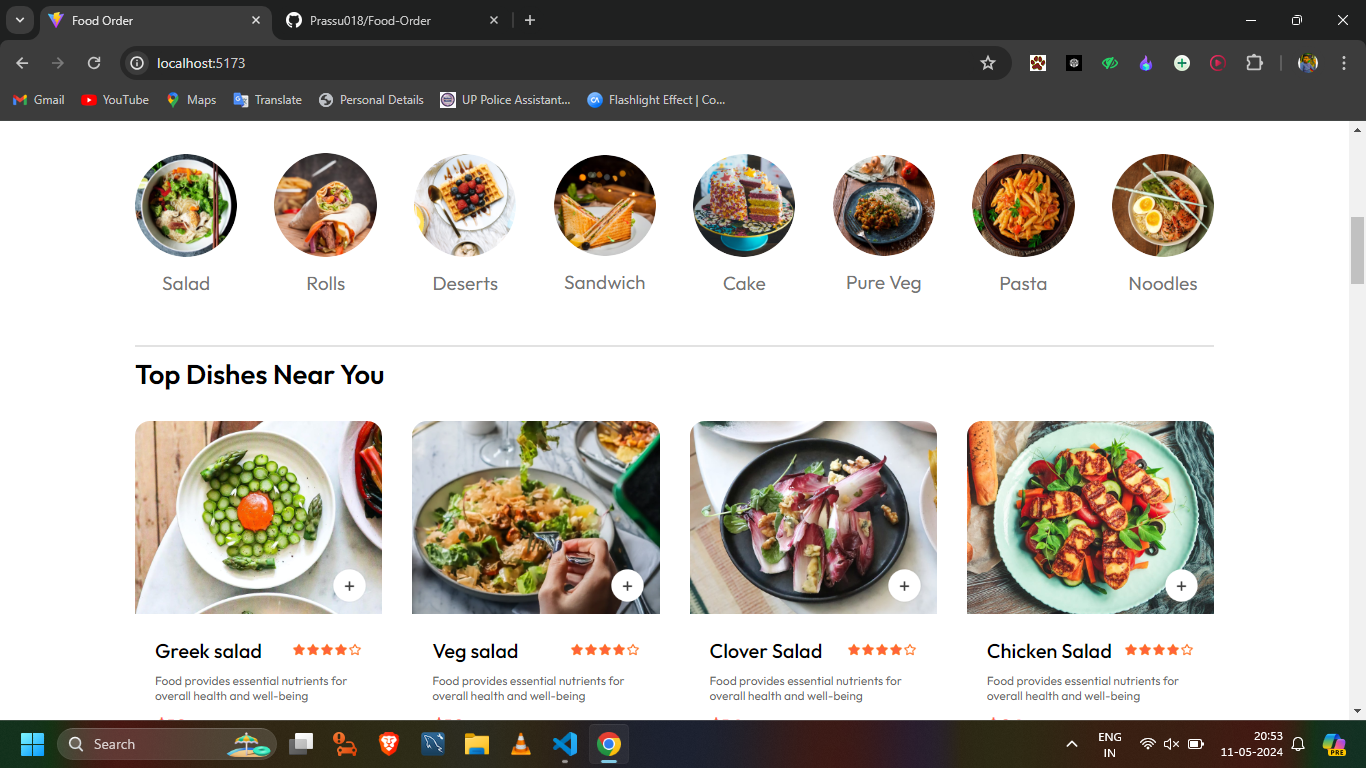 Food Order
Prassu018/Food-Order
localhost:5173
Gmail
YouTube
Maps
Translate
Personal Details
UP Police Assistant...
Flashlight Effect | Co...
Salad
Rolls
Deserts
Sandwich
Cake
Pure Veg
Pasta
Noodles
Top Dishes Near You
Greek salad
Food provides essential nutrients for
overall health and well-being
Veg salad
Food provides essential nutrients for
overall health and well-being
Clover Salad
Food provides essential nutrients for
overall health and well-being
Chicken Salad
Food provides essential nutrients for
overall health and well-being
Search
ENG
IN
20:53
11-05-2024
PRE